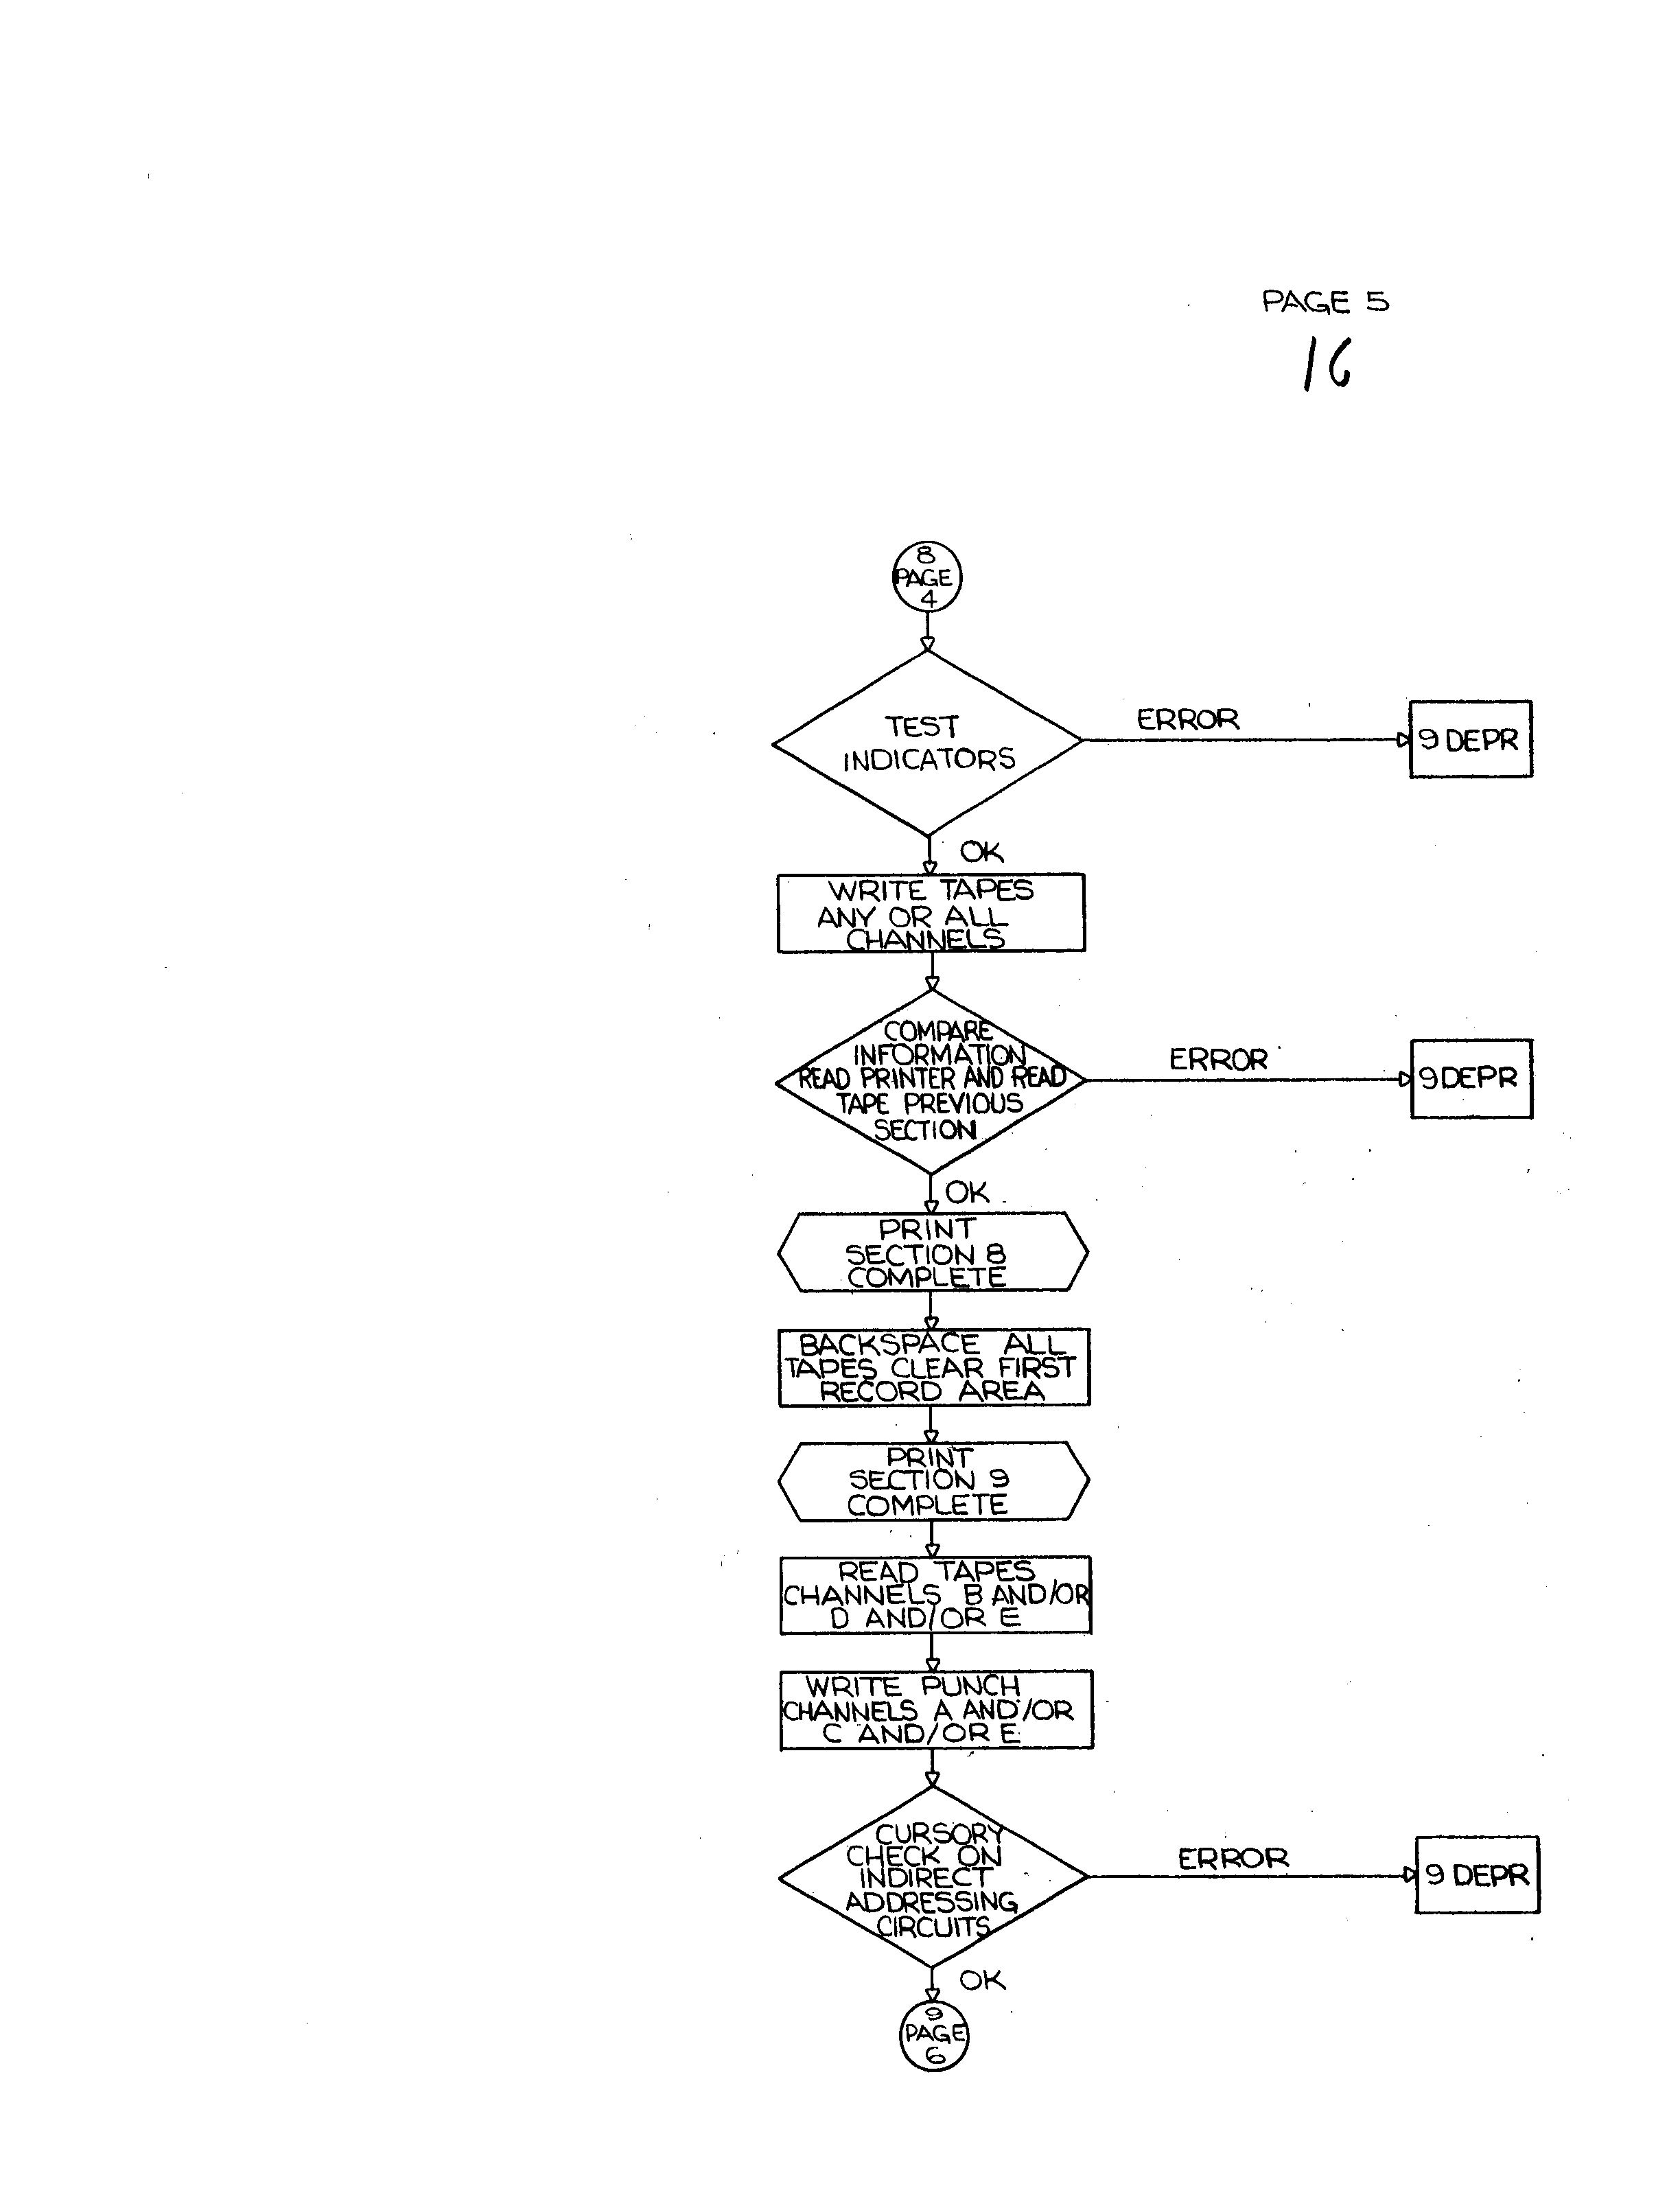 PAGE 5
16
8
PAGE
4
TEST
INDICATORS
ERROR
9 DEPR
OK
WRITE TAPES
ANY OR ALL
CHANNELS
COMPARE
INFORMATION
READ PRINTER AND READ
TAPE PREVIOUS
SECTION
ERROR
9 DEPR
OK
PRINT
SECTION 8
COMPLETE
BACKSPACE ALL
TAPES CLEAR FIRST
RECORD AREA
PRINT
SECTION 9
COMPLETE
READ TAPES
CHANNELS B AND/OR
D AND/OR E
WRITE PUNCH
CHANNELS A AND/OR
C AND/OR E
CURSORY
CHECK ON
INDIRECT
ADDRESSING
CIRCUITS
ERROR
9 DEPR
OK
9
PAGE
6